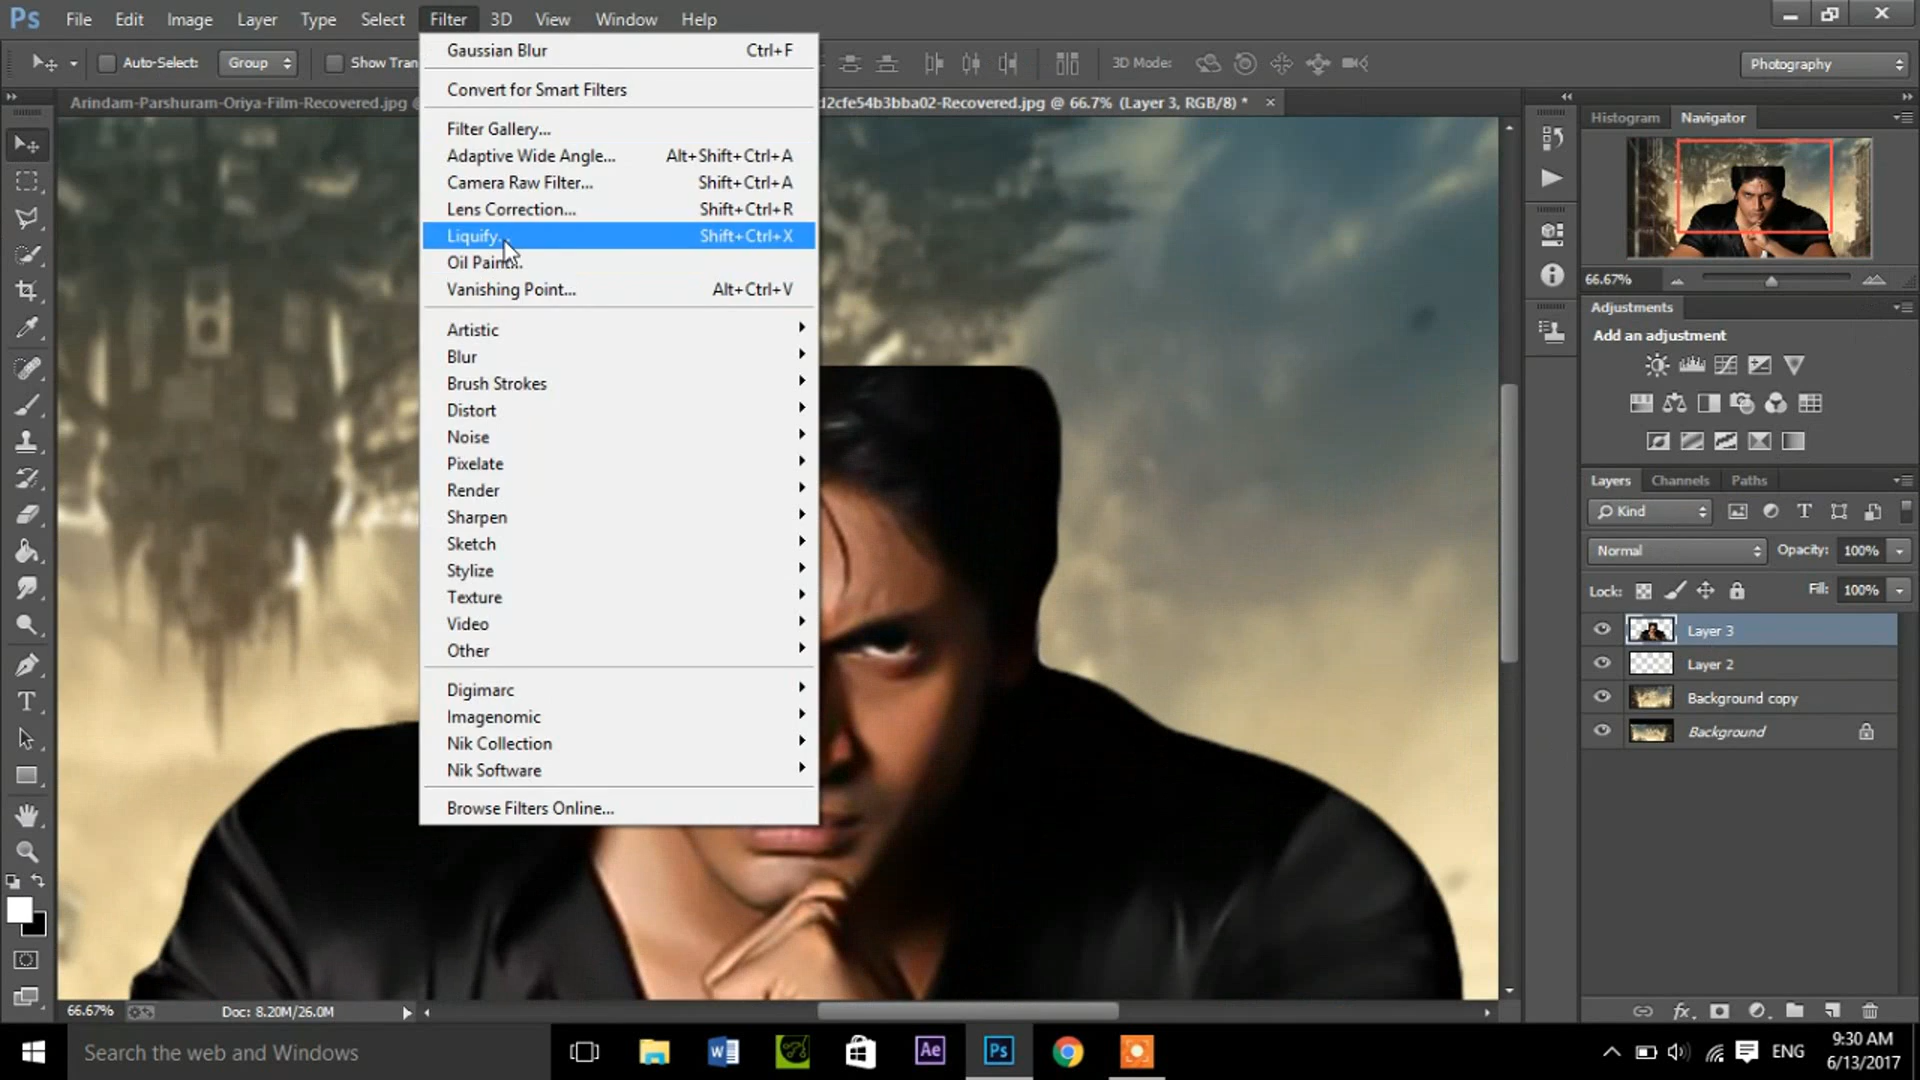 Ps File Edit Image Layer Type Select Filter 3D View Window Help
Auto-Select: Group Show Tran 3D Mode: Photography
Arindam-Parshuram-Oriya-Film-Recovered.jpg @ d2cfe54b3bba02-Recovered.jpg @ 66.7% (Layer 3, RGB/8) *
Gaussian Blur Ctrl+F
Convert for Smart Filters
Filter Gallery...
Adaptive Wide Angle... Alt+Shift+Ctrl+A
Camera Raw Filter... Shift+Ctrl+A
Lens Correction... Shift+Ctrl+R
Liquify... Shift+Ctrl+X
Oil Paint...
Vanishing Point... Alt+Ctrl+V
Artistic
Blur
Brush Strokes
Distort
Noise
Pixelate
Render
Sharpen
Sketch
Stylize
Texture
Video
Other
Digimarc
Imagenomic
Nik Collection
Nik Software
Browse Filters Online...
Histogram Navigator
66.67%
Adjustments
Add an adjustment
Layers Channels Paths
Kind
Normal Opacity: 100%
Lock: Fill: 100%
Layer 3
Layer 2
Background copy
Background
66.67% Doc: 8.20M/26.0M
Search the web and Windows
Ae Ps
ENG
9:30 AM
6/13/2017